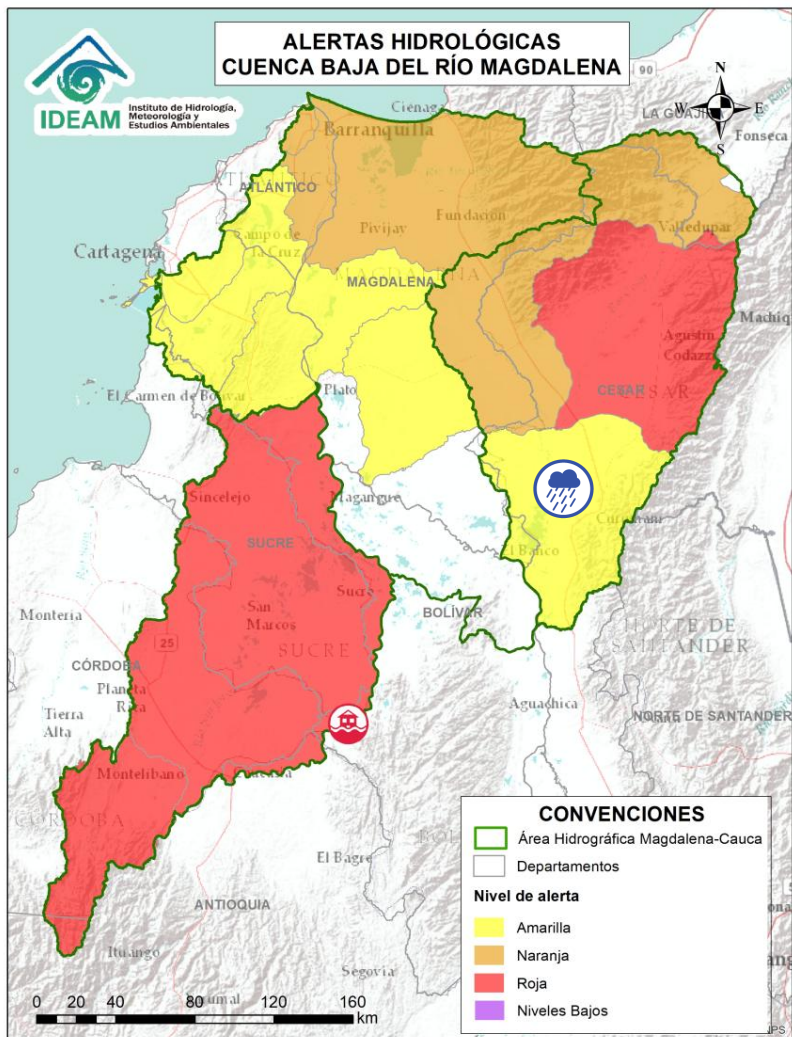 ALERTAS HIDROLÓGICAS
CUENCA BAJA DEL RÍO MAGDALENA
IDEAM
Instituto de Hidrología,
Meteorología y
Estudios Ambientales
N
W
E
S
90
LA GUAJIRA
Fonseca
Ciénaga
Barranquilla
ATLÁNTICO
Campo de
la Cruz
Pivijay
Fundación
Valledupar
Cartagena
MAGDALENA
MAGDALENA
Machiq
Agustín
Codazzi
CESAR
El Carmen de Bolívar
Plato
Sincelejo
Magangué
SUCRE
El Banco
Sucre
San
Marcos
BOLÍVAR
Montería
25
SUCRE
NORTE DE
SANTANDER
CÓRDOBA
Planeta
Rica
Tierra
Alta
Aguachica
NORTE DE SANTANDER
Montelíbano
CÓRDOBA
El Bagre
ANTIOQUIA
Ituango
Segovia
CONVENCIONES
Área Hidrográfica Magdalena-Cauca
Departamentos
Nivel de alerta
Amarilla
Naranja
Roja
Niveles Bajos
0 20 40 80 120 160
km